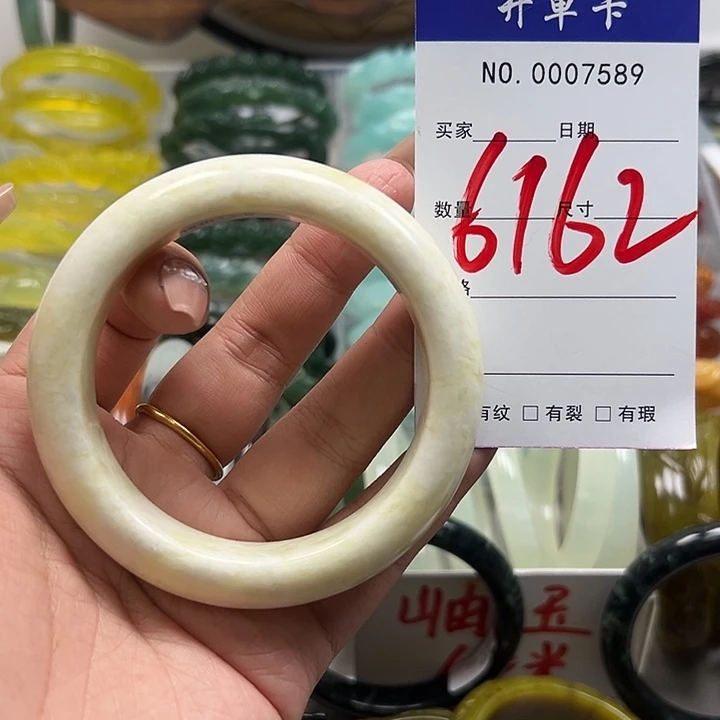 开单卡
NO. 0007589
买家 日期
数量 尺寸
6162
格
有纹 □ 有裂 □ 有瑕
岫玉